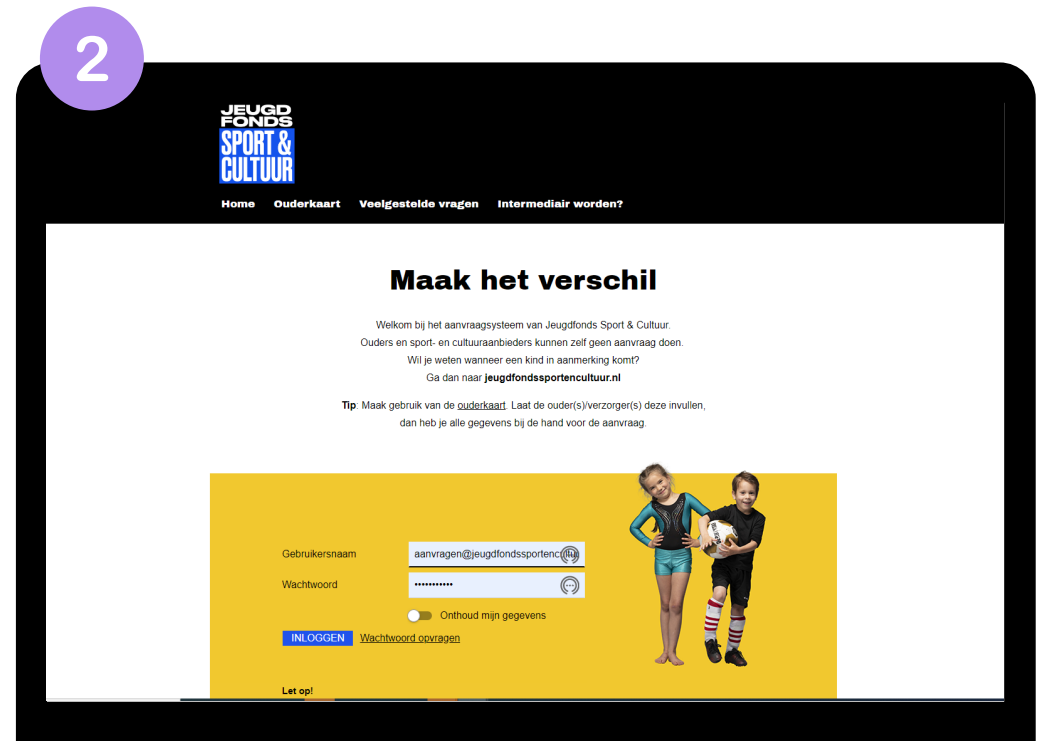 2
JEUGD
FONDS
SPORT &
CULTUUR
Home Ouderkaart Veelgestelde vragen Intermediair worden?
Maak het verschil
Welkom bij het aanvraagsysteem van Jeugdfonds Sport & Cultuur.
Ouders en sport- en cultuuraanbieders kunnen zelf geen aanvraag doen.
Wil je weten wanneer een kind in aanmerking komt?
Ga dan naar jeugdfondssportencultuur.nl
Tip: Maak gebruik van de ouderkaart. Laat de ouder(s)/verzorger(s) deze invullen,
dan heb je alle gegevens bij de hand voor de aanvraag.
Gebruikersnaam
Wachtwoord
Onthoud mijn gegevens
INLOGGEN Wachtwoord opvragen
Let op!